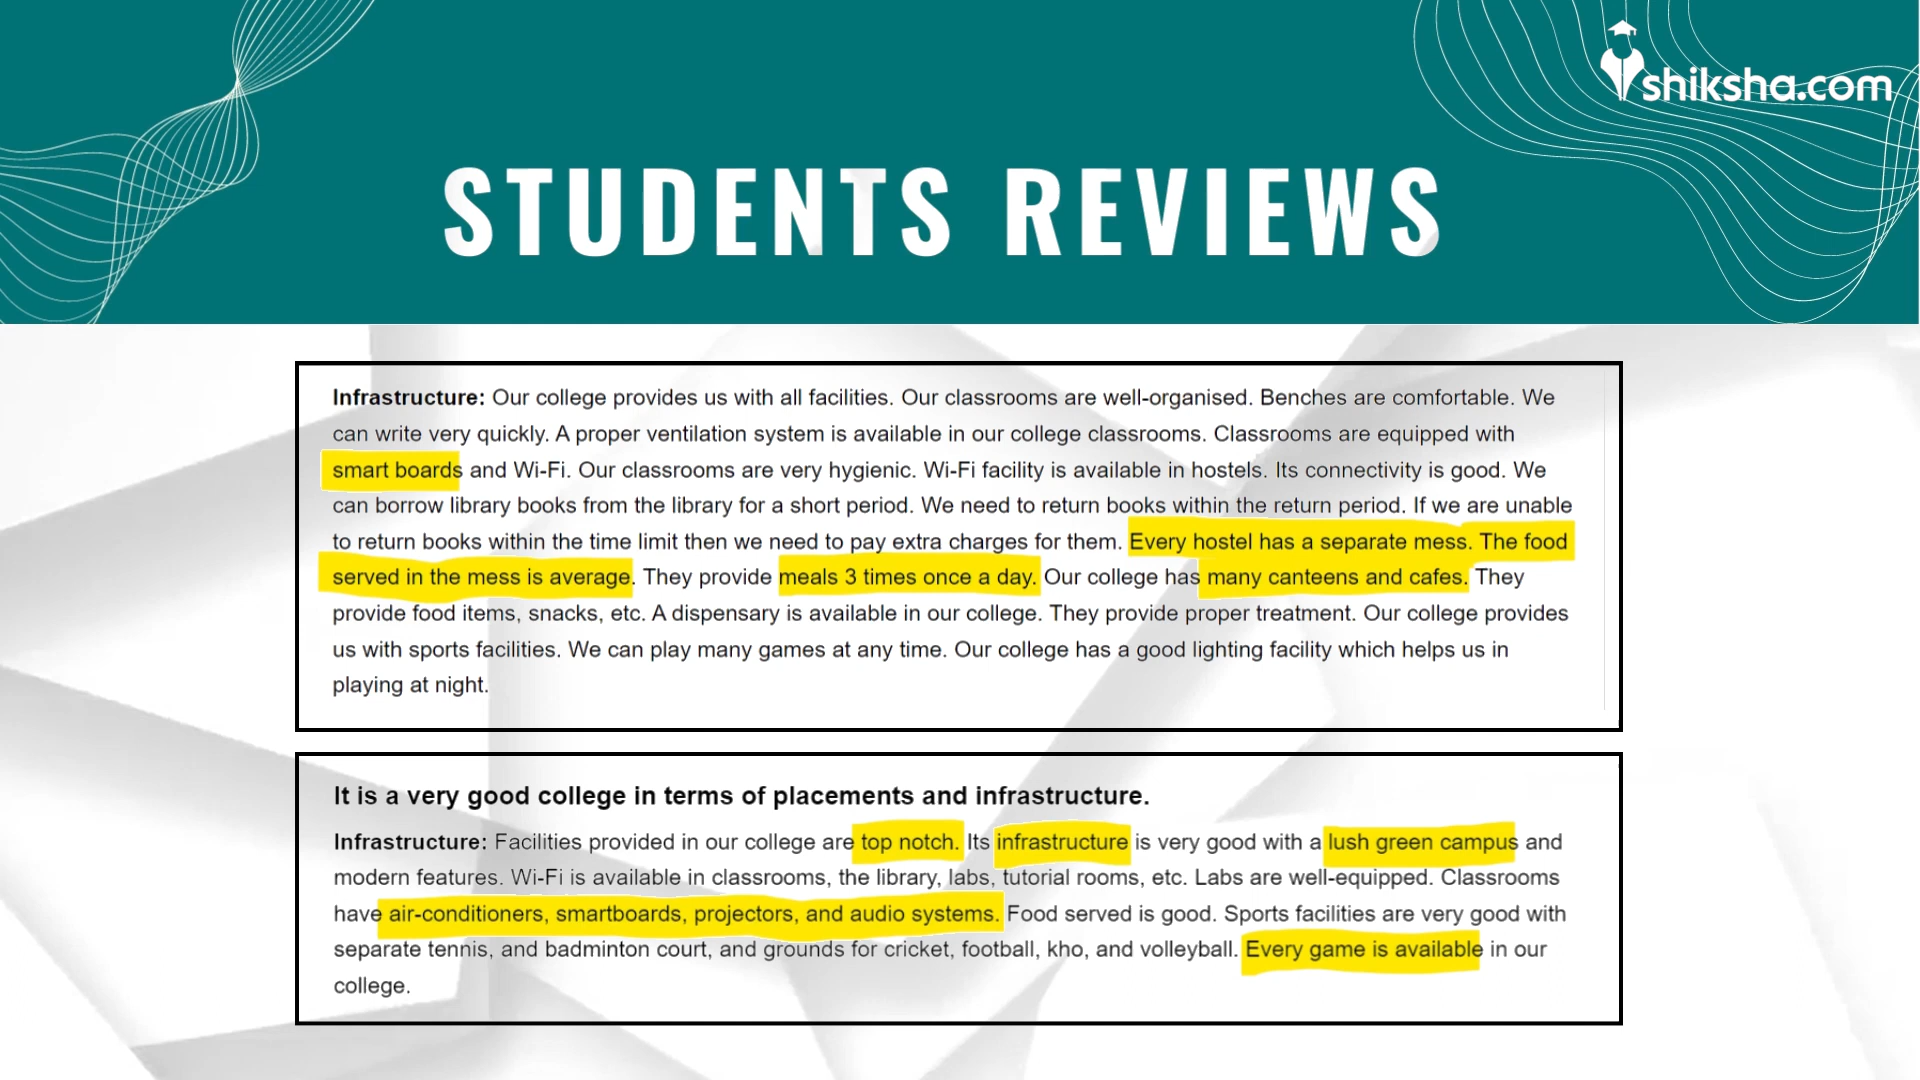 shiksha.com
STUDENTS REVIEWS
Infrastructure: Our college provides us with all facilities. Our classrooms are well-organised. Benches are comfortable. We
can write very quickly. A proper ventilation system is available in our college classrooms. Classrooms are equipped with
smart boards and Wi-Fi. Our classrooms are very hygienic. Wi-Fi facility is available in hostels. Its connectivity is good. We
can borrow library books from the library for a short period. We need to return books within the return period. If we are unable
to return books within the time limit then we need to pay extra charges for them. Every hostel has a separate mess. The food
served in the mess is average. They provide meals 3 times once a day. Our college has many canteens and cafes. They
provide food items, snacks, etc. A dispensary is available in our college. They provide proper treatment. Our college provides
us with sports facilities. We can play many games at any time. Our college has a good lighting facility which helps us in
playing at night.
It is a very good college in terms of placements and infrastructure.
Infrastructure: Facilities provided in our college are top notch. Its infrastructure is very good with a lush green campus and
modern features. Wi-Fi is available in classrooms, the library, labs, tutorial rooms, etc. Labs are well-equipped. Classrooms
have air-conditioners, smartboards, projectors, and audio systems. Food served is good. Sports facilities are very good with
separate tennis, and badminton court, and grounds for cricket, football, kho, and volleyball. Every game is available in our
college.